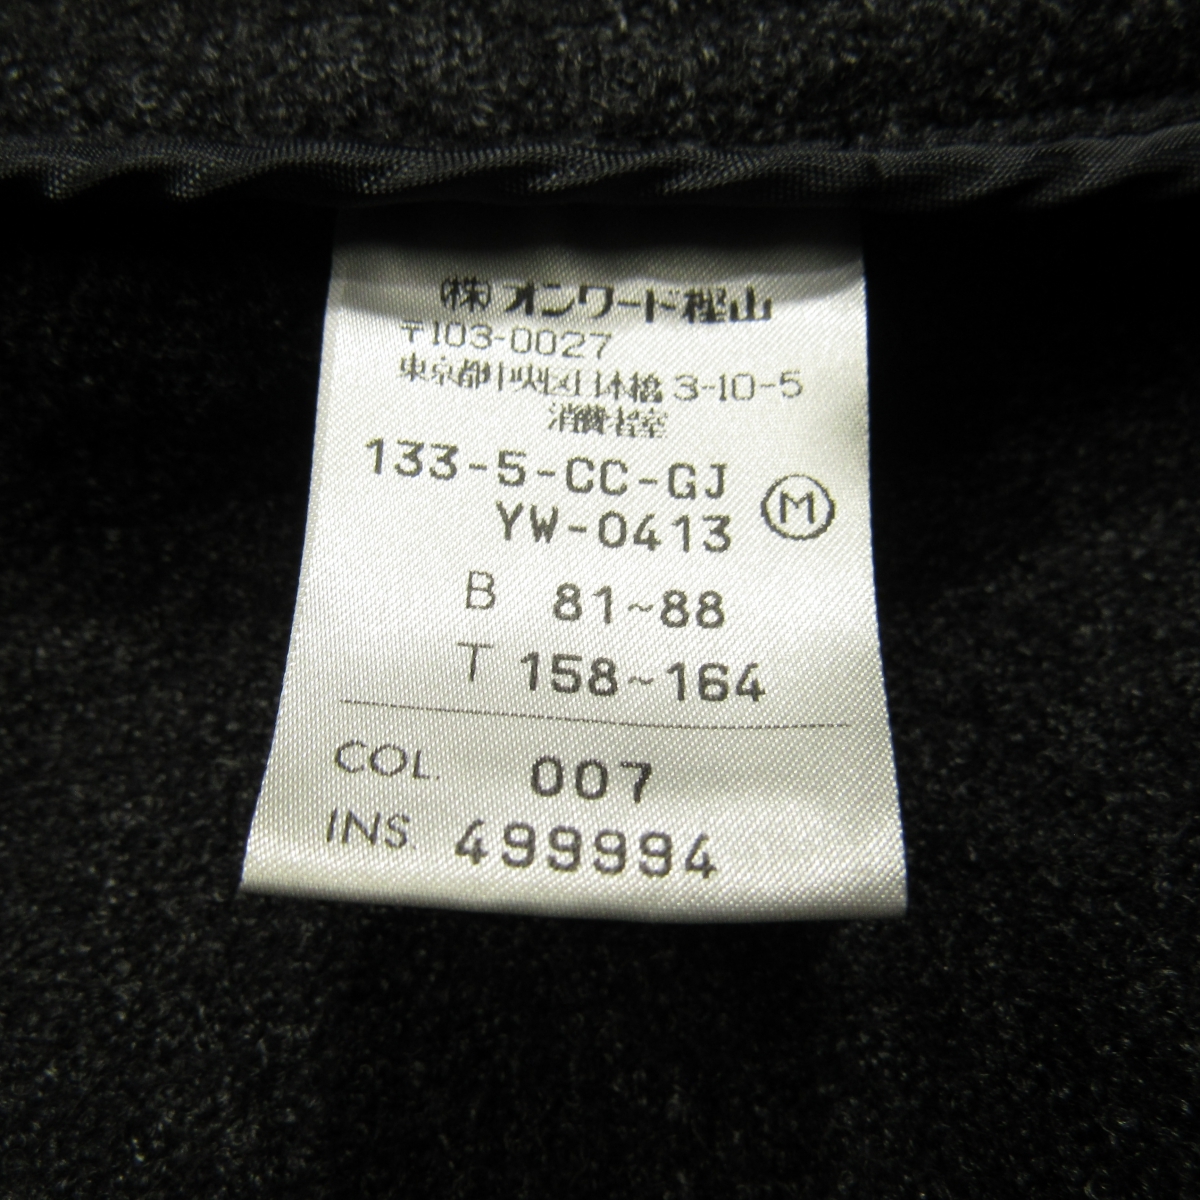 (株)オンワード樫山
〒103-0027
東京都中央区日本橋 3-10-5
消費者室
133-5-CC-GJ
YW-0413 M
B 81~88
T 158~164
COL. 007
INS. 499994